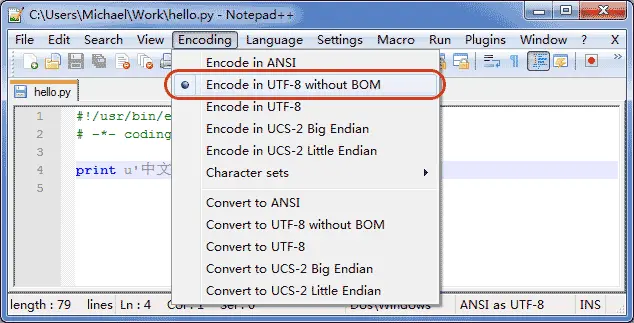 C:\Users\Michael\Work\hello.py - Notepad++
File Edit Search View Encoding Language Settings Macro Run Plugins Window ? X
Encode in ANSI
Encode in UTF-8 without BOM
Encode in UTF-8
Encode in UCS-2 Big Endian
Encode in UCS-2 Little Endian
Character sets
Convert to ANSI
Convert to UTF-8 without BOM
Convert to UTF-8
Convert to UCS-2 Big Endian
Convert to UCS-2 Little Endian
hello.py
1 #!/usr/bin/e
2 # -*- coding
3
4 print u'中文
5
length : 79 lines Ln : 4 Col : 1 Sel : 0 Dos\Windows ANSI as UTF-8 INS